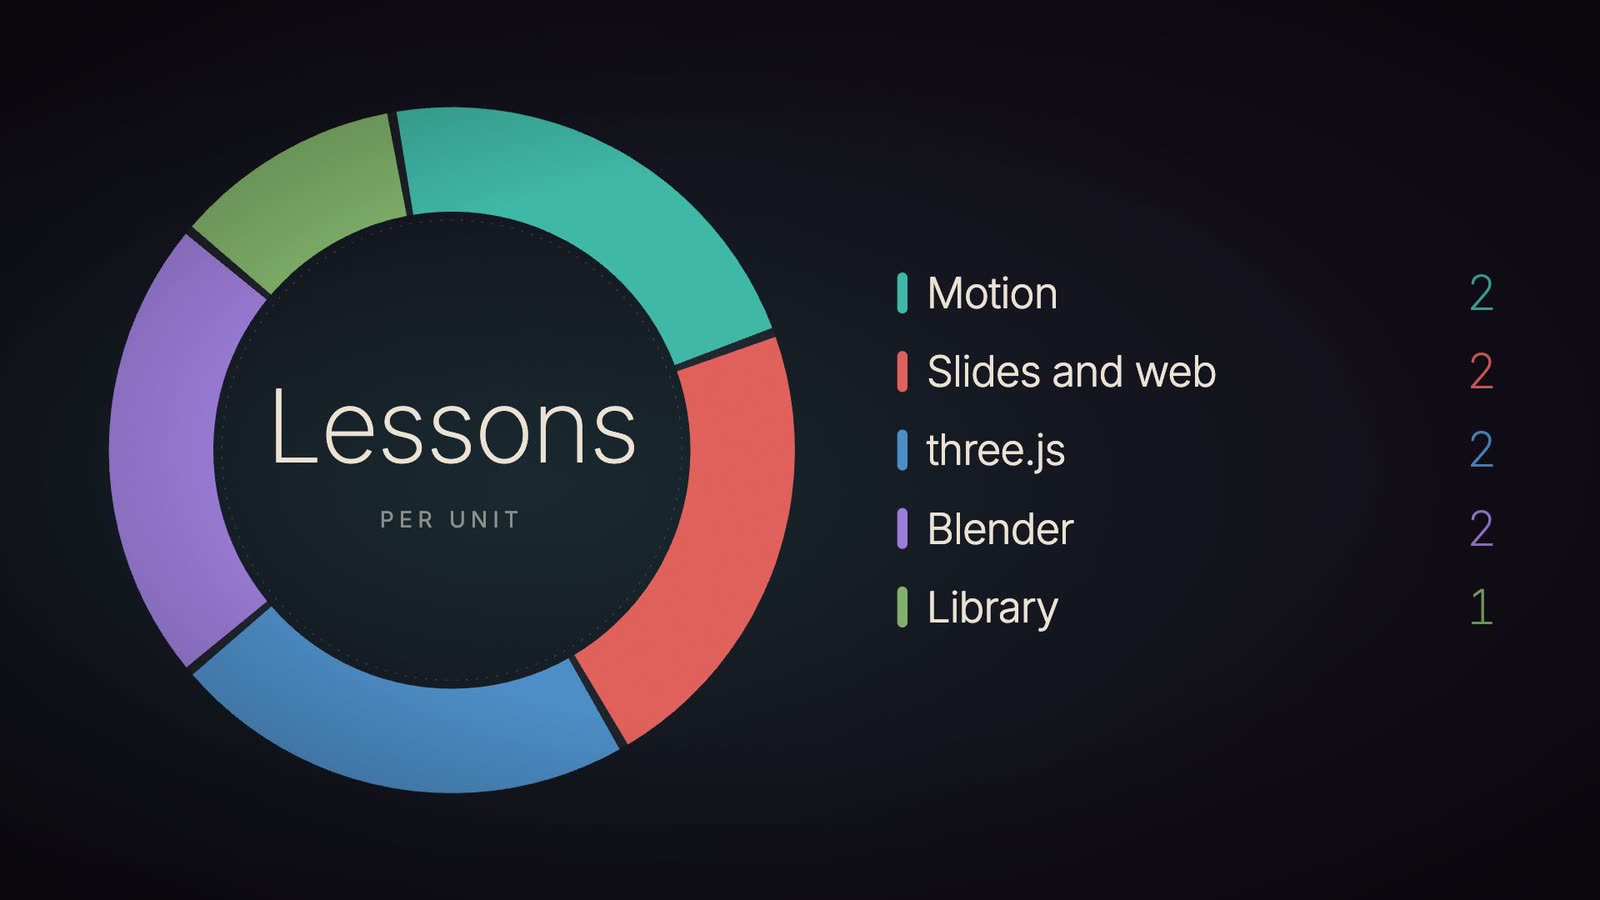 Lessons
PER UNIT
Motion 2
Slides and web 2
three.js 2
Blender 2
Library 1